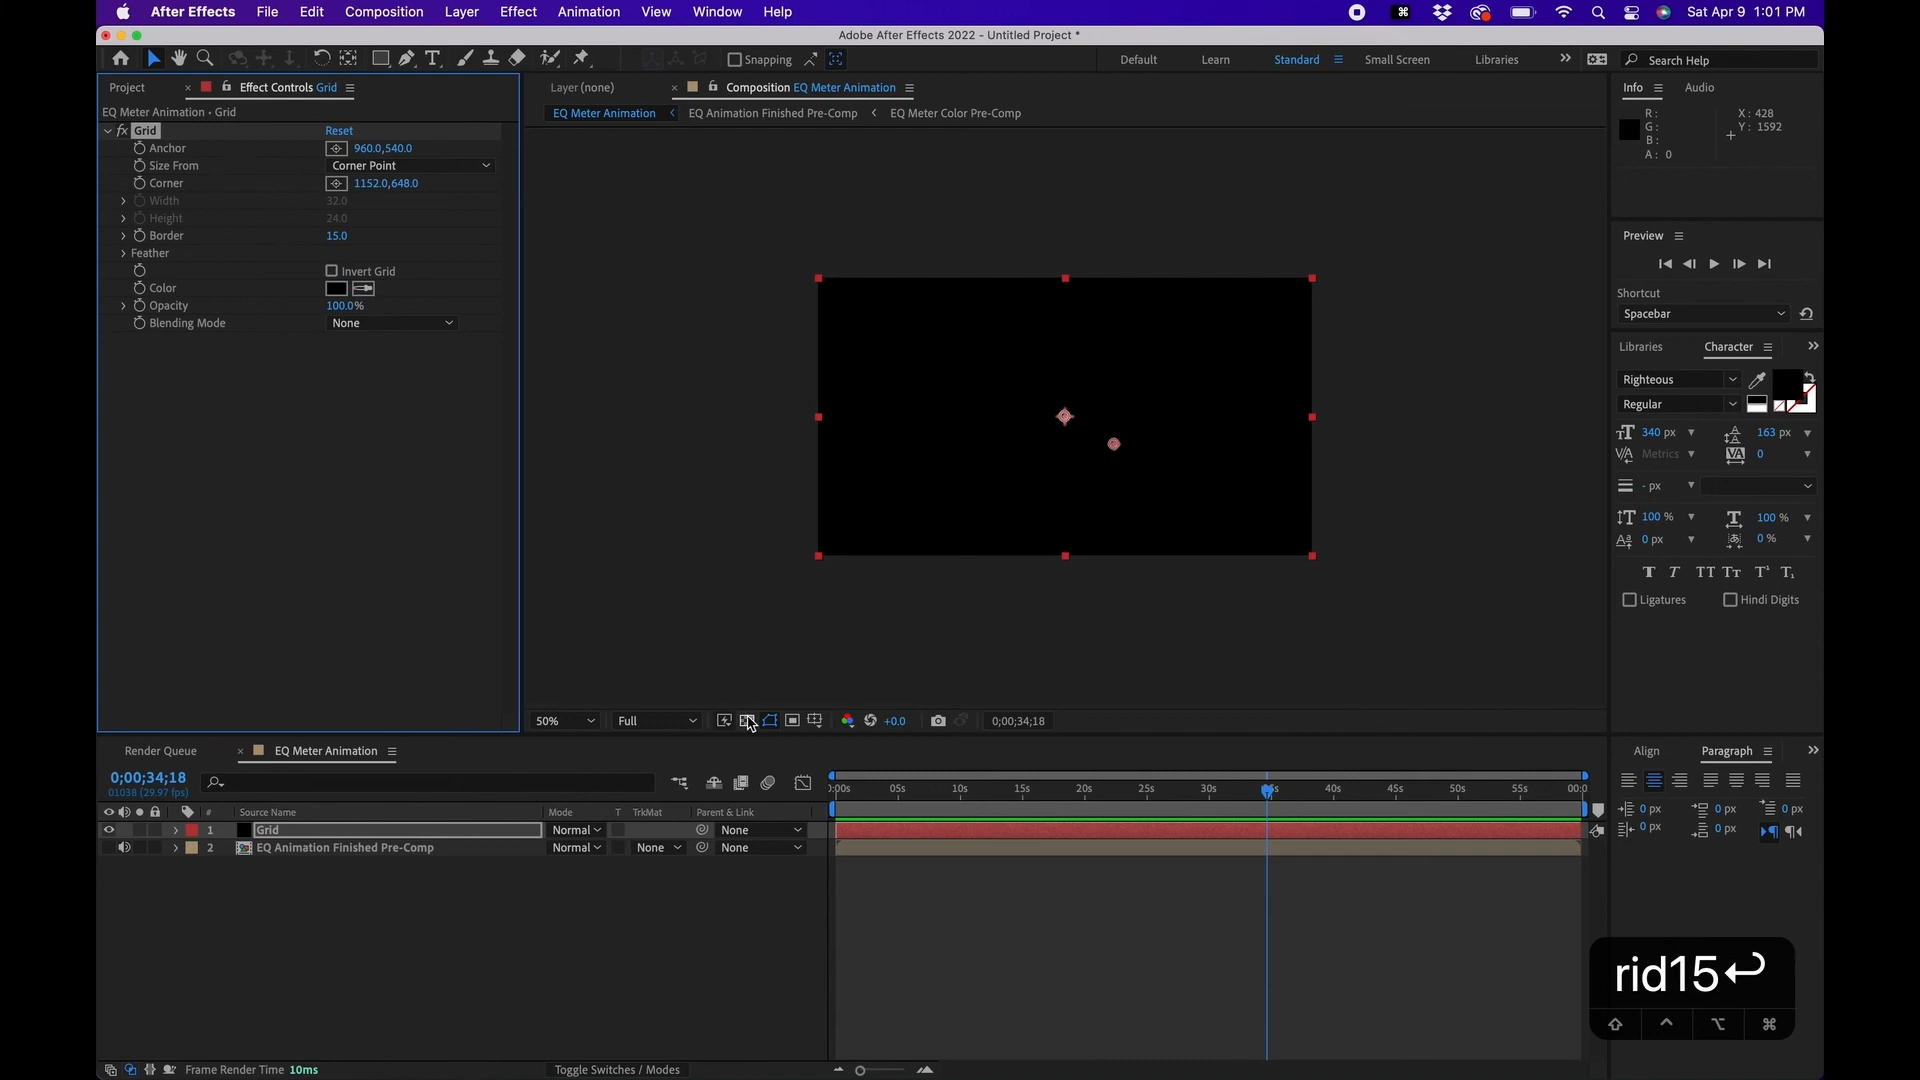 After Effects File Edit Composition Layer Effect Animation View Window Help Sat Apr 9 1:01 PM
Adobe After Effects 2022 - Untitled Project *
Snapping Default Learn Standard Small Screen Libraries Search Help
Project Effect Controls Grid
EQ Meter Animation • Grid
fx Grid Reset
Anchor 960.0,540.0
Size From Corner Point
Corner 1152.0,648.0
Width 32.0
Height 24.0
Border 15.0
Feather
Invert Grid
Color
Opacity 100.0%
Blending Mode None
Layer (none) Composition EQ Meter Animation
EQ Meter Animation EQ Animation Finished Pre-Comp EQ Meter Color Pre-Comp
50% Full +0.0 0;00;34;18
Info Audio
R: X: 428
G: Y: 1592
B:
A: 0
Preview
Shortcut
Spacebar
Libraries Character
Righteous
Regular
340 px 163 px
Metrics 0
- px
100 % 100 %
0 px 0 %
T T TT Tt T¹ T₁
Ligatures Hindi Digits
Render Queue EQ Meter Animation
0;00;34;18
01038 (29.97 fps)
# Source Name Mode T TrkMat Parent & Link
1 Grid Normal None
2 EQ Animation Finished Pre-Comp Normal None None
:00s 05s 10s 15s 20s 25s 30s 40s 45s 50s 55s 00:0
Align Paragraph
0 px 0 px 0 px
0 px 0 px
rid15↩
Frame Render Time 10ms Toggle Switches / Modes